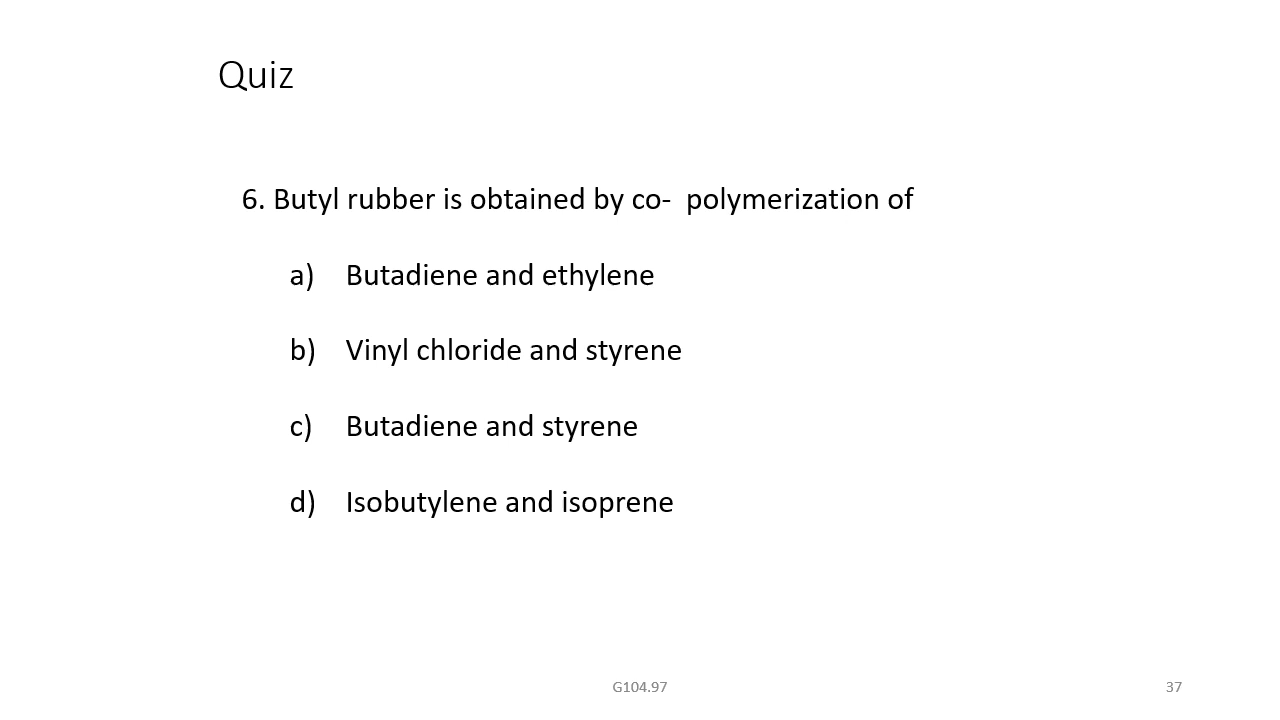 Quiz
6. Butyl rubber is obtained by co-  polymerization of
a) Butadiene and ethylene
b) Vinyl chloride and styrene
c) Butadiene and styrene
d) Isobutylene and isoprene
G104.97 37